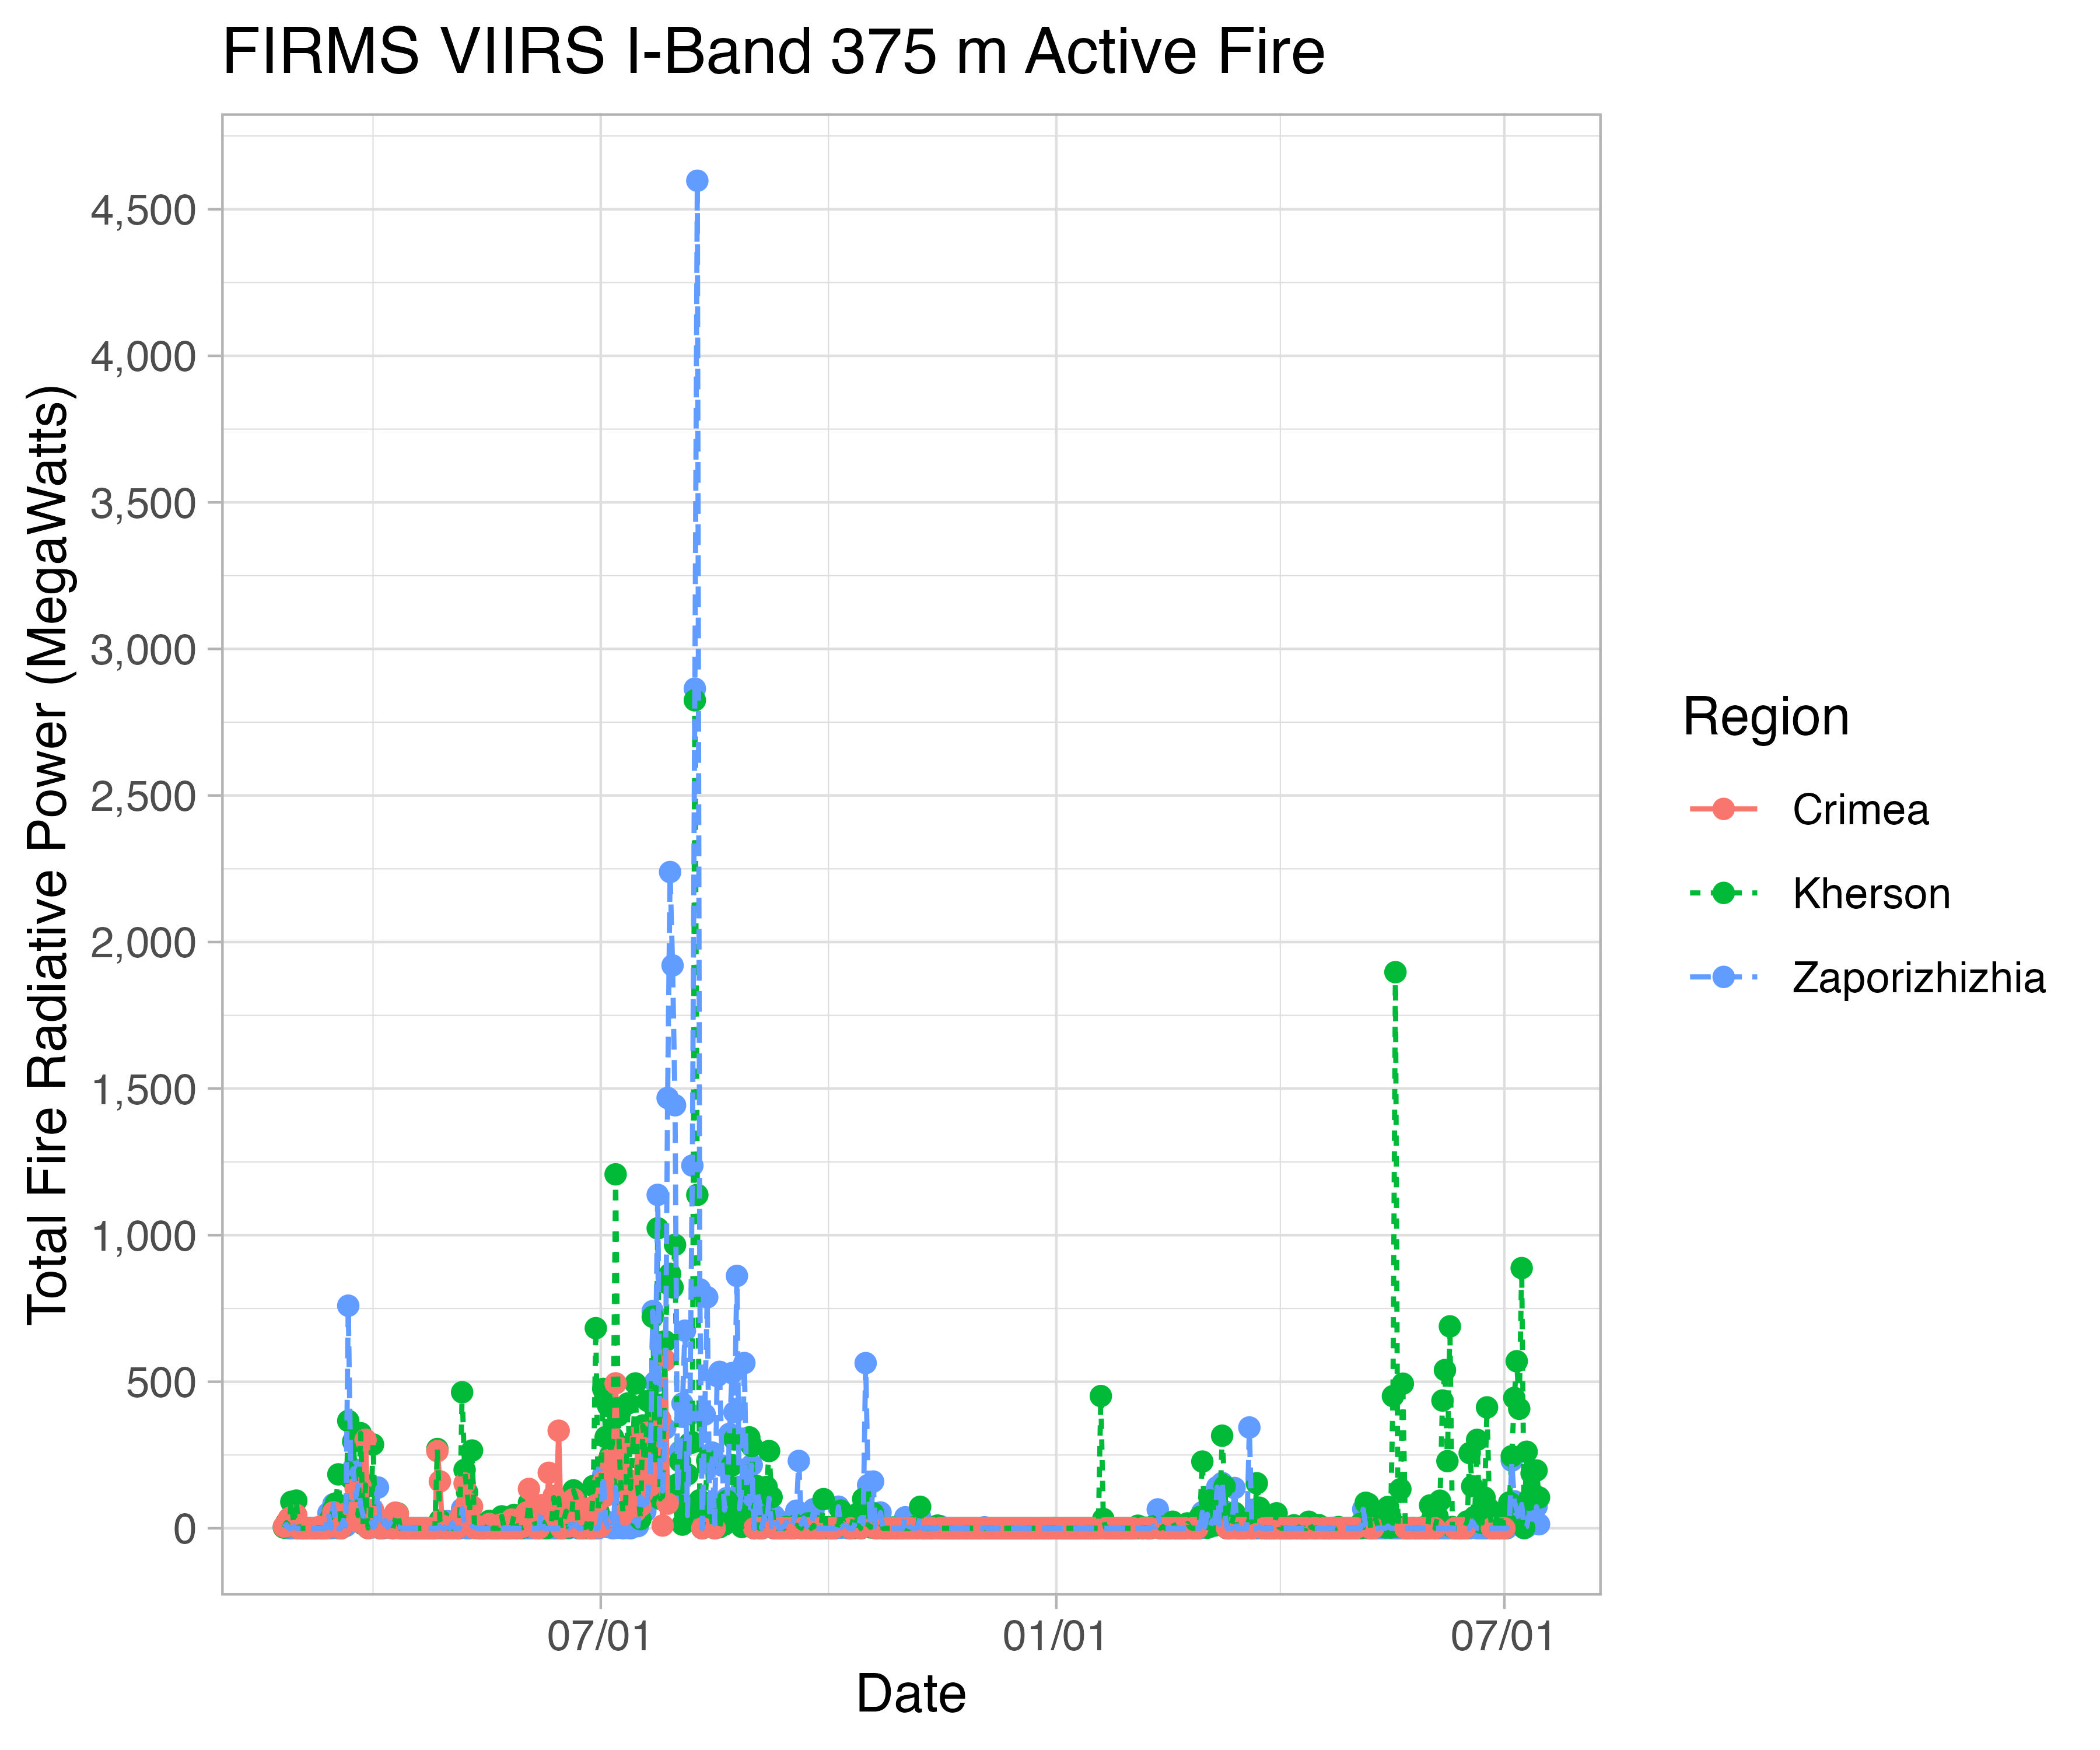 FIRMS VIIRS I-Band 375 m Active Fire
Total Fire Radiative Power (MegaWatts)
4,500
4,000
3,500
3,000
2,500
2,000
1,500
1,000
500
0
07/01
01/01
07/01
Date
Region
Crimea
Kherson
Zaporizhizhia